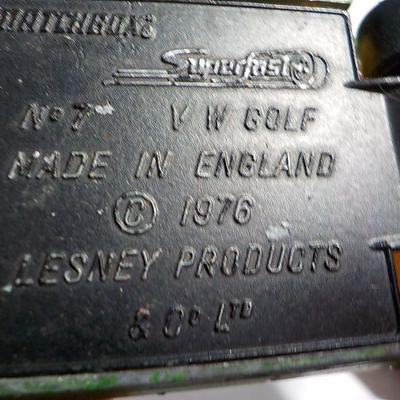 MATCHBOX®
Superfast ®
No 7 V W GOLF
MADE IN ENGLAND
© 1976
LESNEY PRODUCTS
& Co LTD